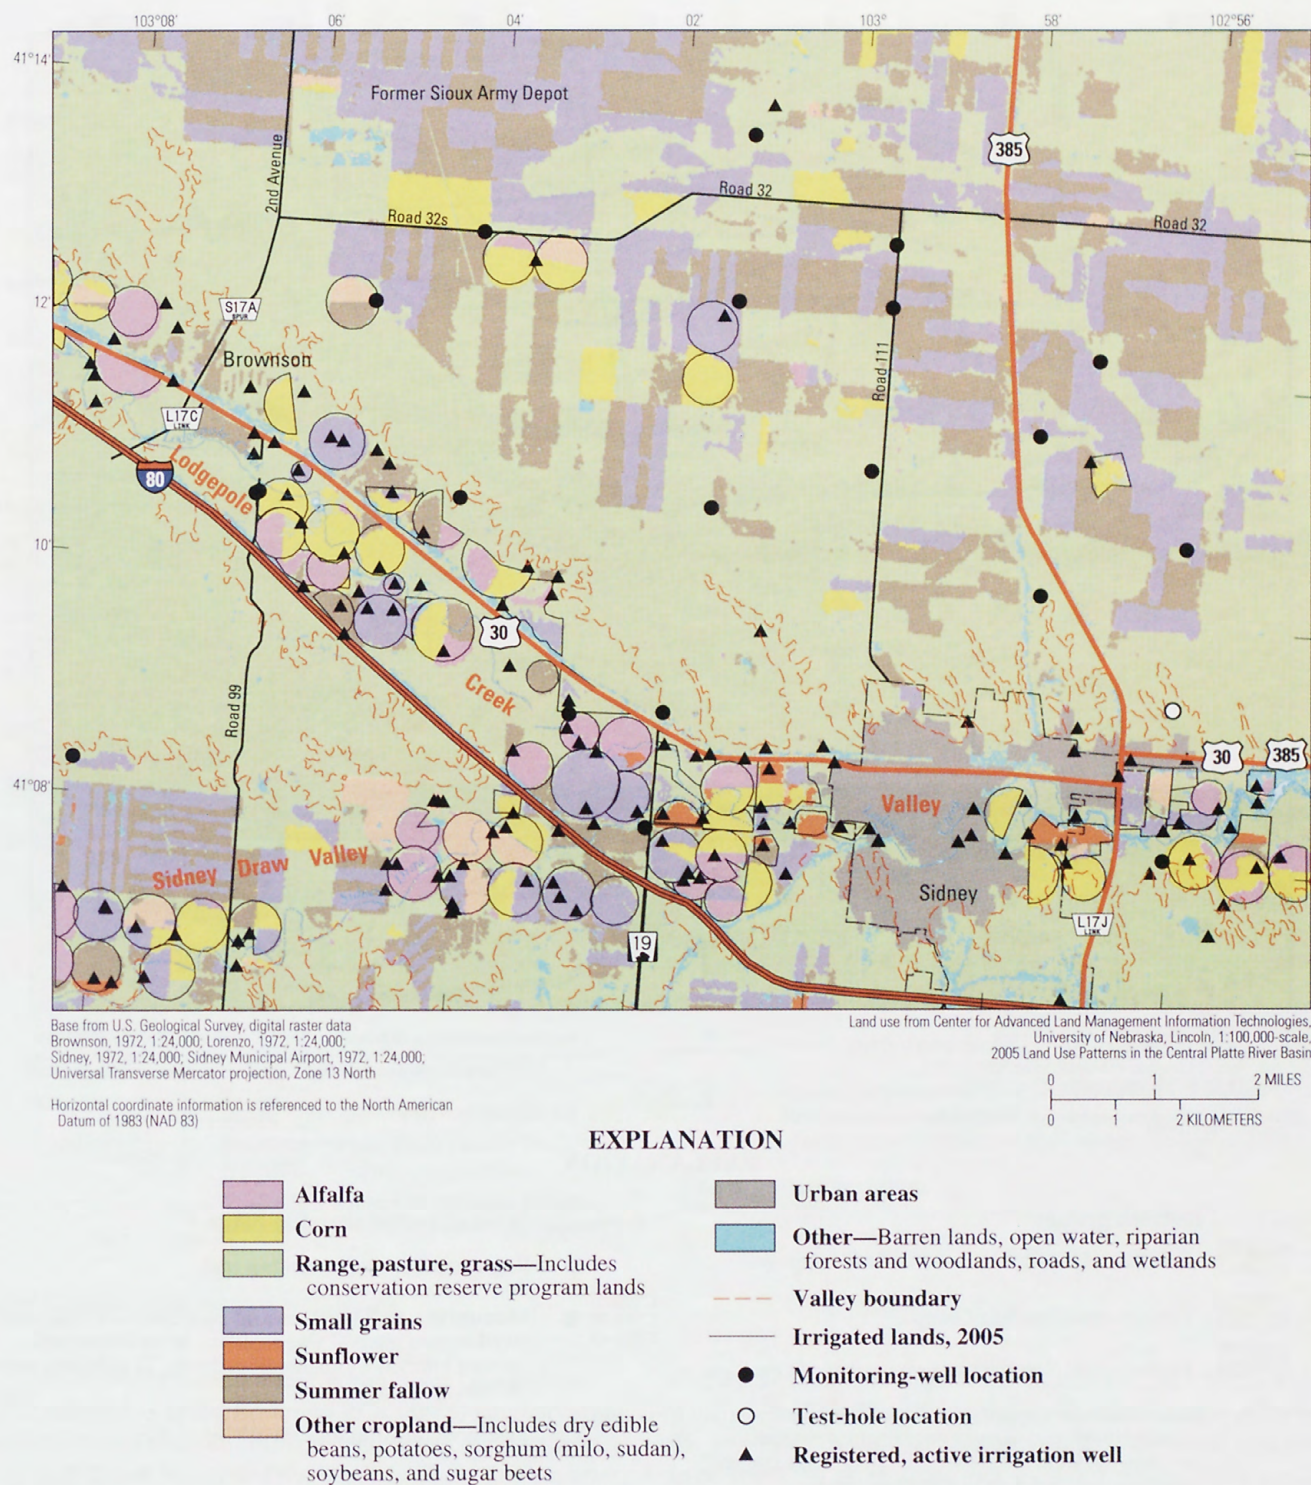 103°08'
06'
04'
02'
103°
58'
102°56'
41°14'
Former Sioux Army Depot
385
2nd Avenue
Road 32
Road 32s
Road 32
12'
S17A
SPUR
Brownson
Road 111
L17C
LINK
Lodgepole
80
10'
30
Creek
Road 99
30
385
41°08'
Valley
Sidney Draw Valley
Sidney
L17J
LINK
19
Base from U.S. Geological Survey, digital raster data
Brownson, 1972, 1:24,000; Lorenzo, 1972, 1:24,000;
Sidney, 1972, 1:24,000; Sidney Municipal Airport, 1972, 1:24,000;
Universal Transverse Mercator projection, Zone 13 North
Horizontal coordinate information is referenced to the North American
Datum of 1983 (NAD 83)
Land use from Center for Advanced Land Management Information Technologies,
University of Nebraska, Lincoln, 1:100,000-scale,
2005 Land Use Patterns in the Central Platte River Basin
0 1 2 MILES
0 1 2 KILOMETERS
EXPLANATION
Alfalfa
Corn
Range, pasture, grass—Includes
conservation reserve program lands
Small grains
Sunflower
Summer fallow
Other cropland—Includes dry edible
beans, potatoes, sorghum (milo, sudan),
soybeans, and sugar beets
Urban areas
Other—Barren lands, open water, riparian
forests and woodlands, roads, and wetlands
Valley boundary
Irrigated lands, 2005
Monitoring-well location
Test-hole location
Registered, active irrigation well